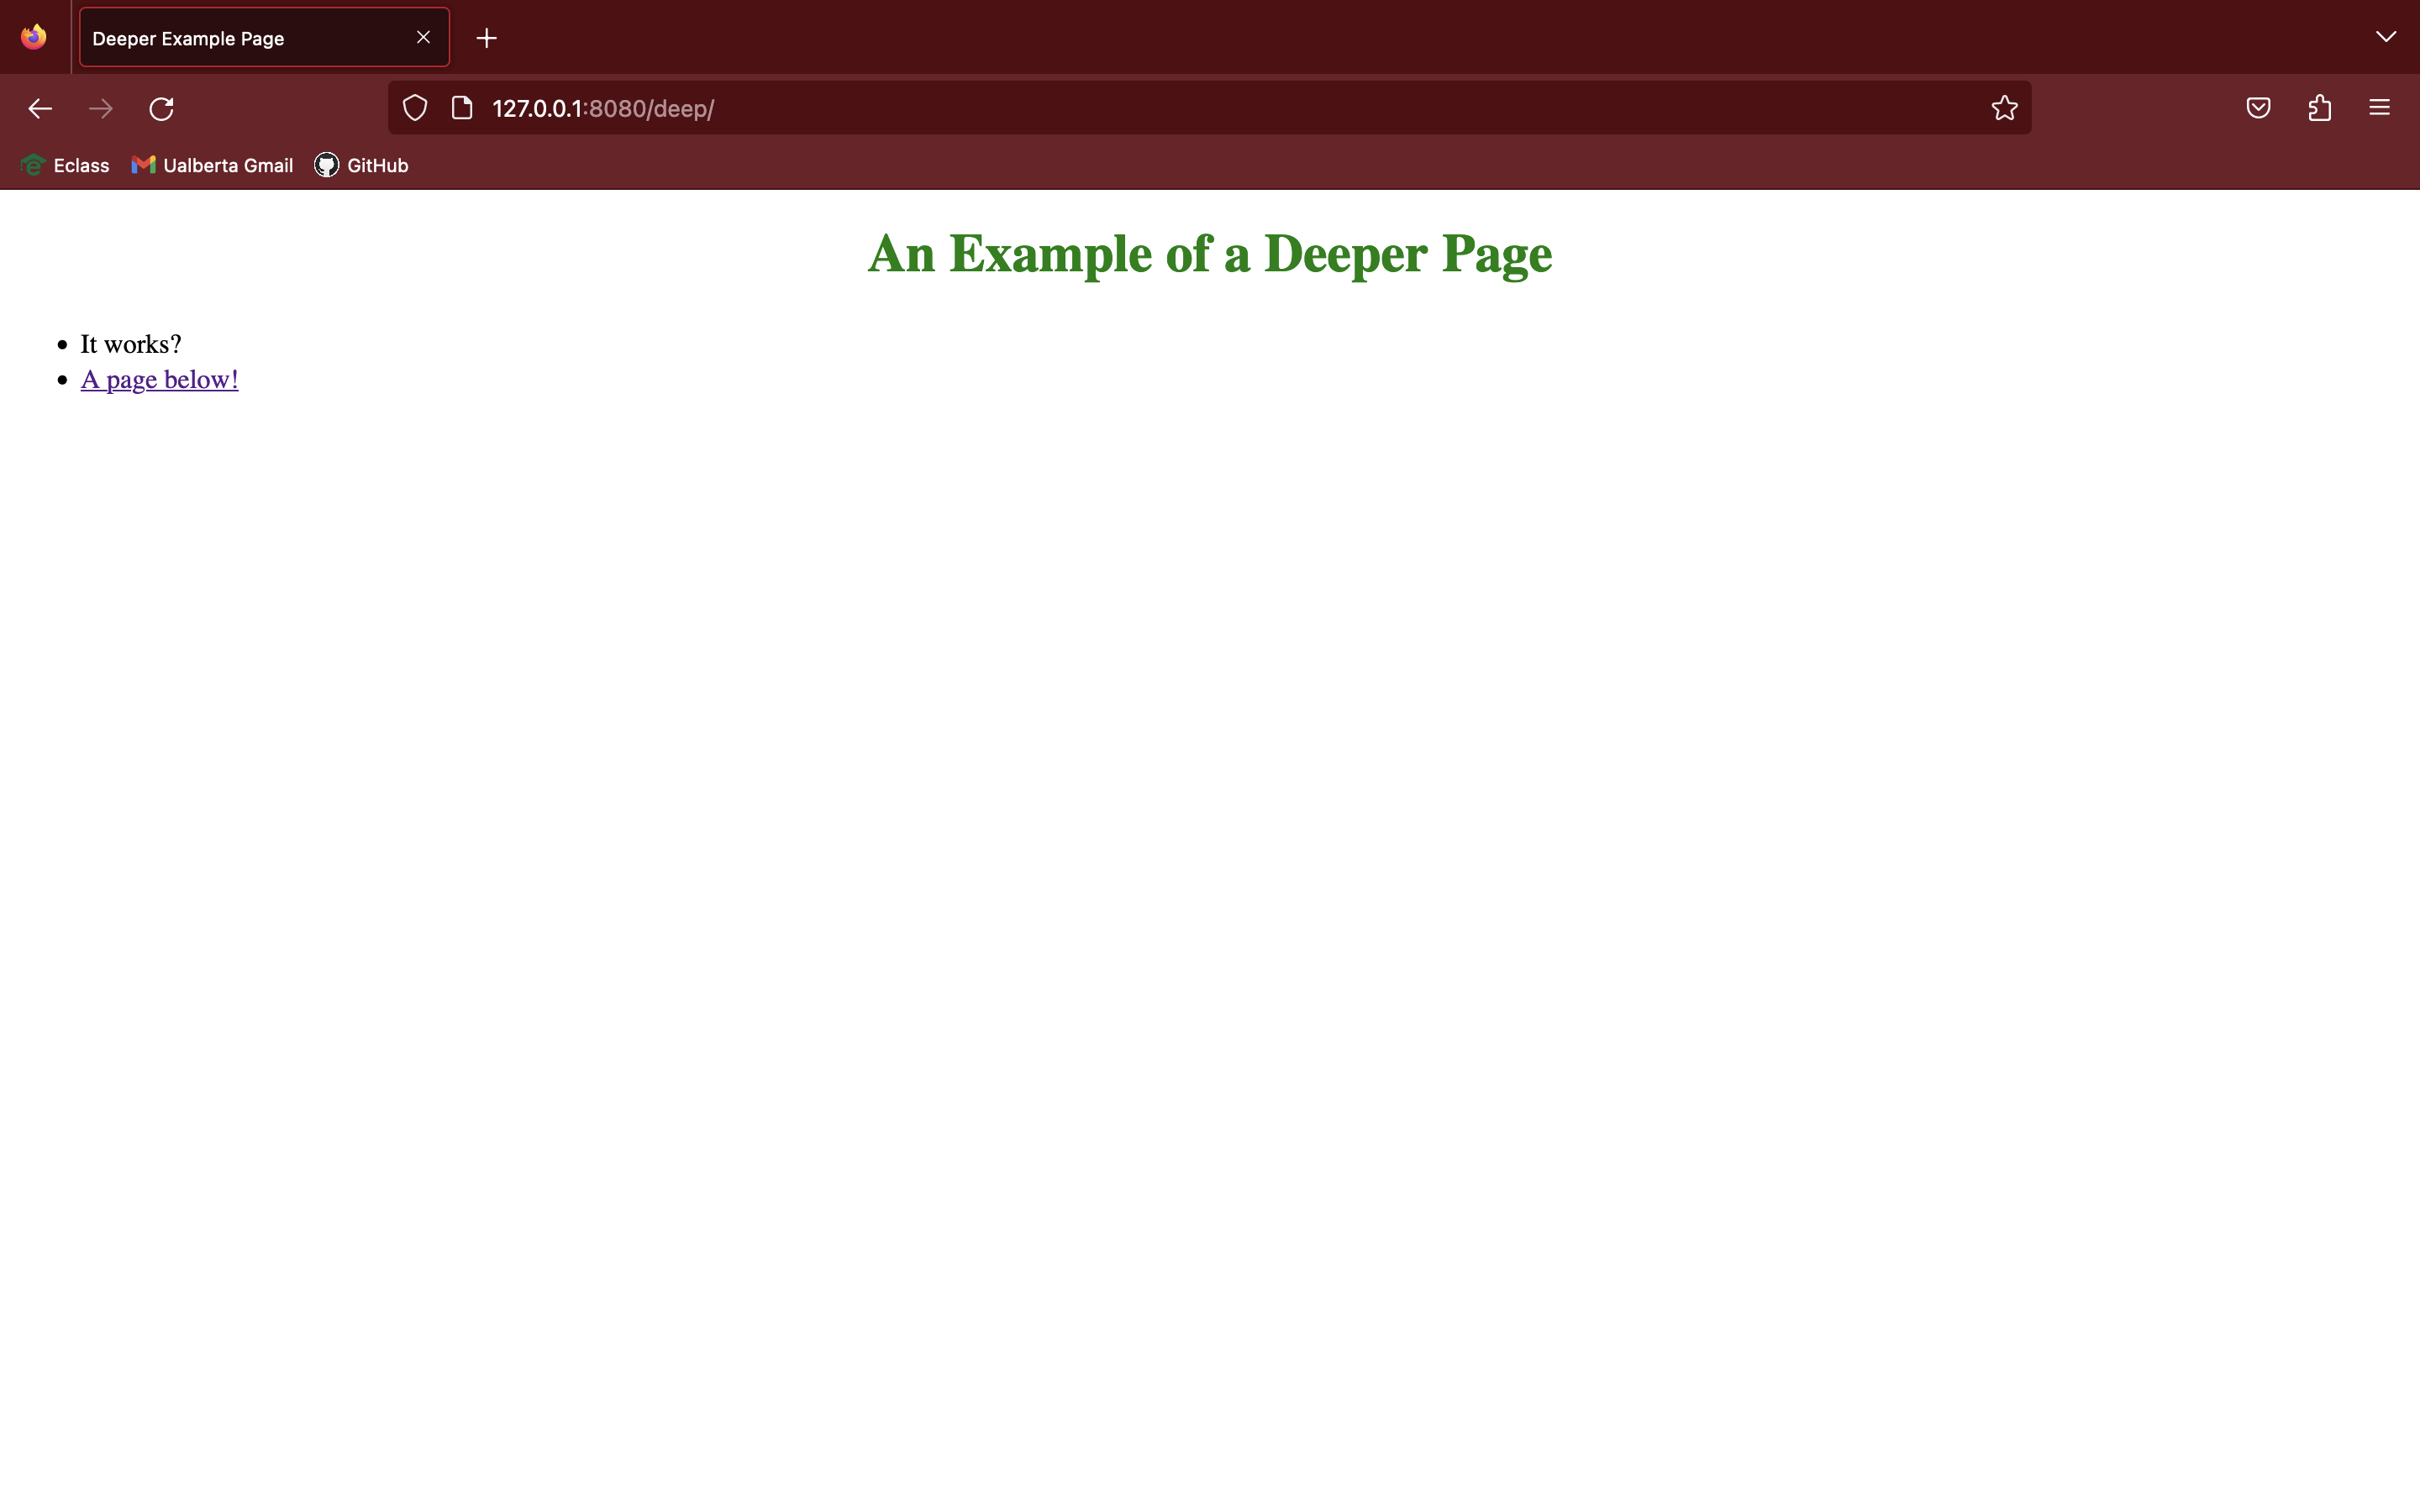 Deeper Example Page
127.0.0.1:8080/deep/
Eclass Ualberta Gmail GitHub
An Example of a Deeper Page
It works?
A page below!